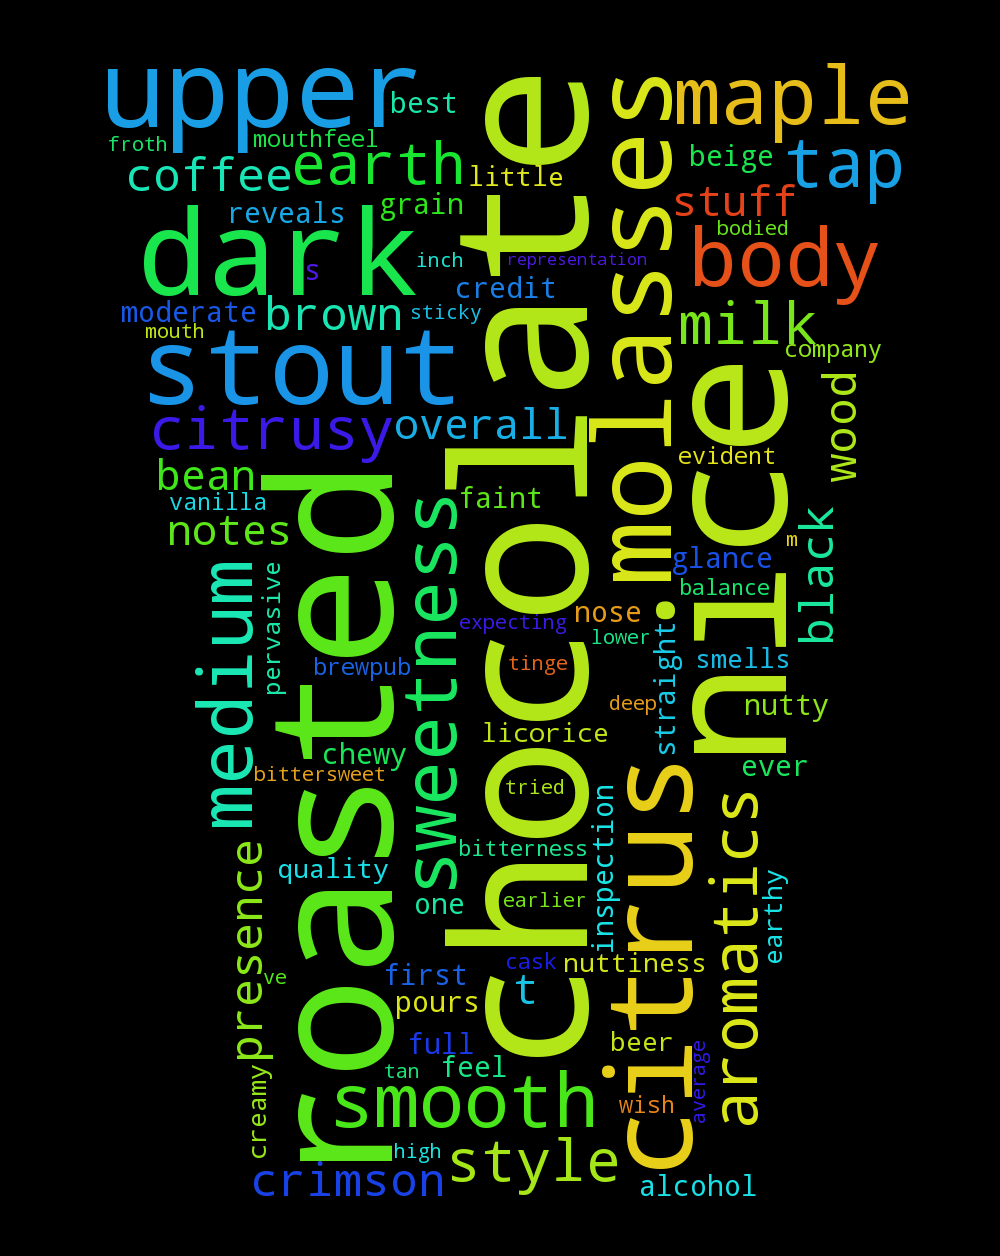 upper
best
maple
froth
mouthfeel
coffee
earth
little
beige
tap
reveals
grain
stuff
bodied
dark
s
inch
representation
body
credit
moderate
brown
sticky
milk
mouth
company
stout
chocolate
molasses
nice
wood
citrusy
overall
evident
bean
vanilla
faint
notes
roasted
sweetness
m
black
glance
balance
medium
pervasive
expecting
nose
lower
straight
smells
brewpub
tinge
deep
nutty
licorice
chewy
ever
bittersweet
tried
citrus
inspection
aromatics
bitterness
presence
quality
one
earlier
earthy
cask
nuttiness
ve
first
t
pours
full
beer
tan
feel
average
creamy
smooth
wish
high
style
crimson
alcohol